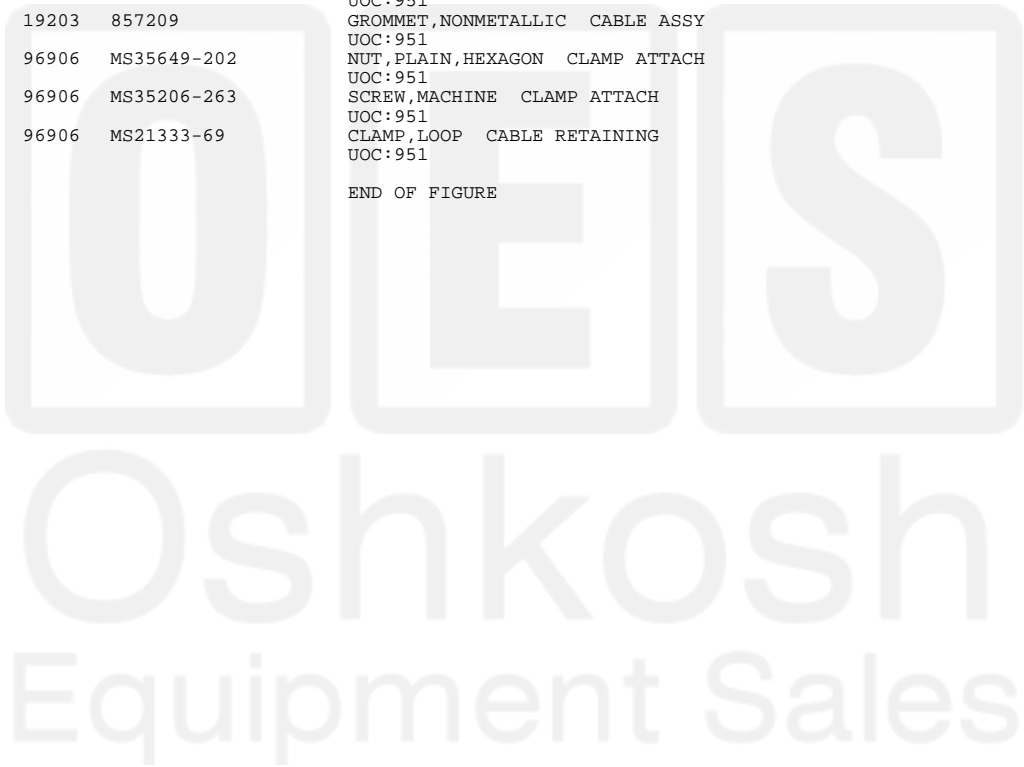 UOC:951
19203 857209 GROMMET,NONMETALLIC CABLE ASSY
UOC:951
96906 MS35649-202 NUT,PLAIN,HEXAGON CLAMP ATTACH
UOC:951
96906 MS35206-263 SCREW,MACHINE CLAMP ATTACH
UOC:951
96906 MS21333-69 CLAMP,LOOP CABLE RETAINING
UOC:951
END OF FIGURE
OES
Oshkosh
Equipment Sales